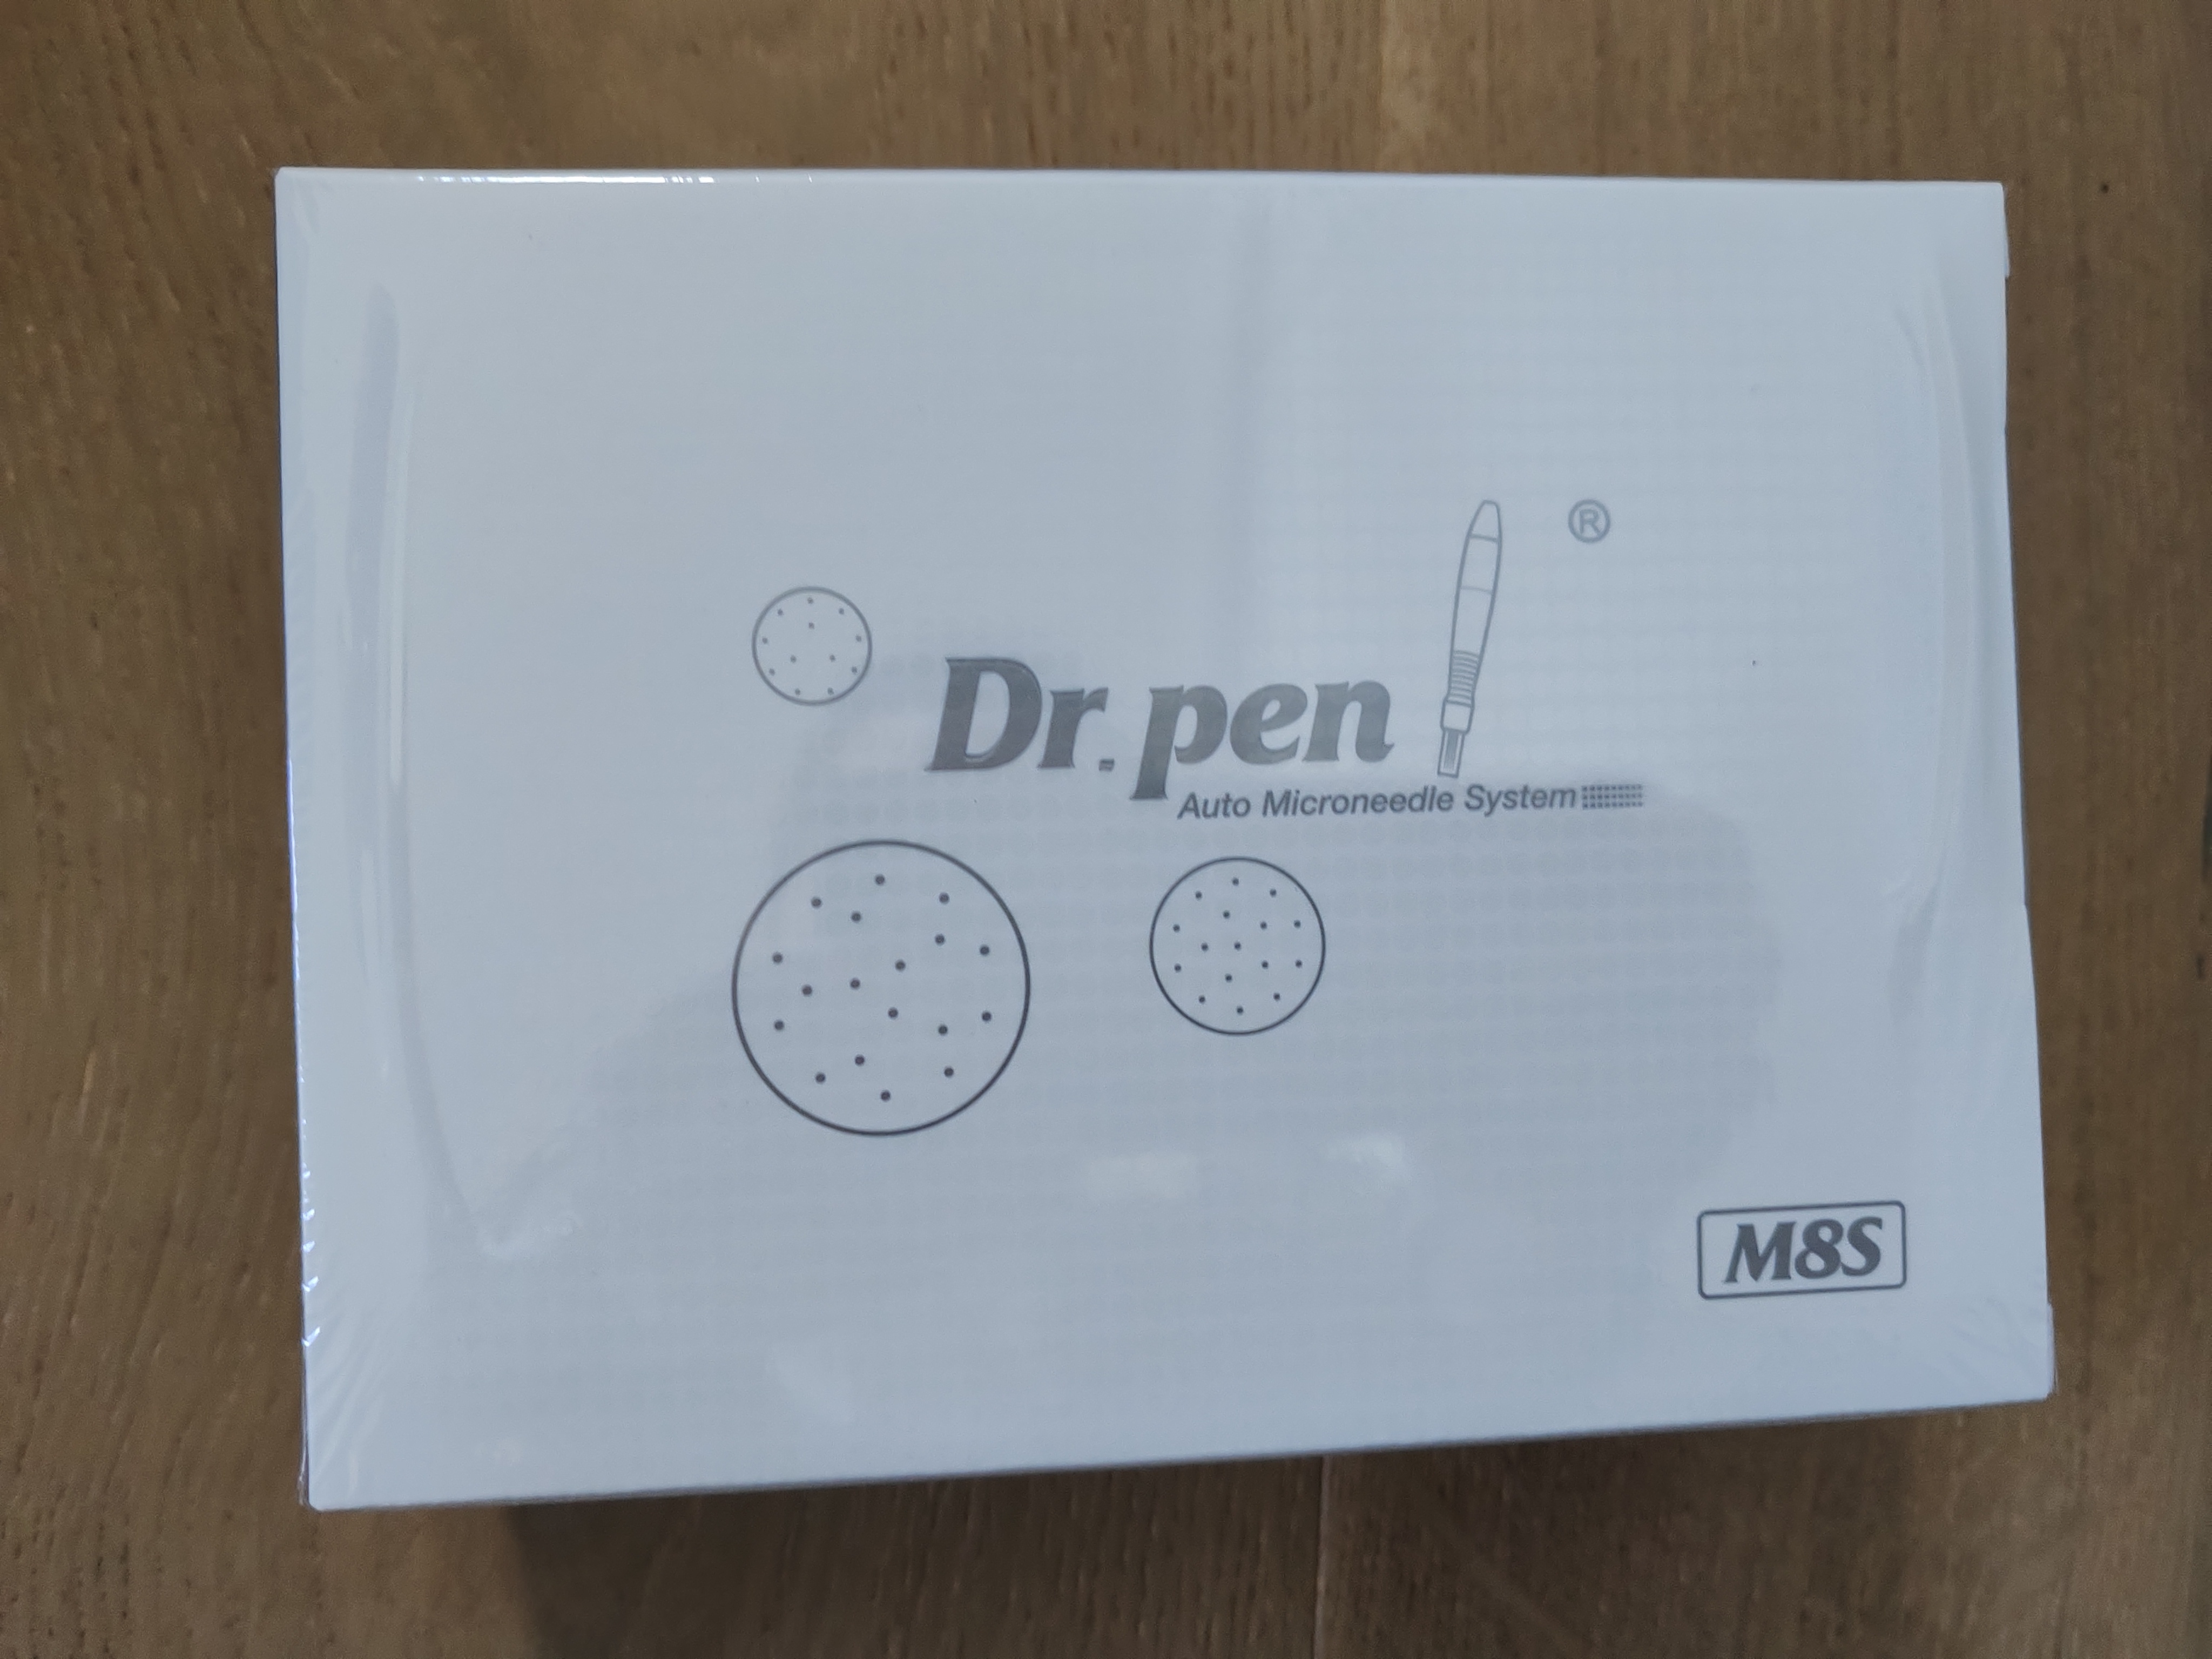 ®
Dr. pen
Auto Microneedle System
M8S